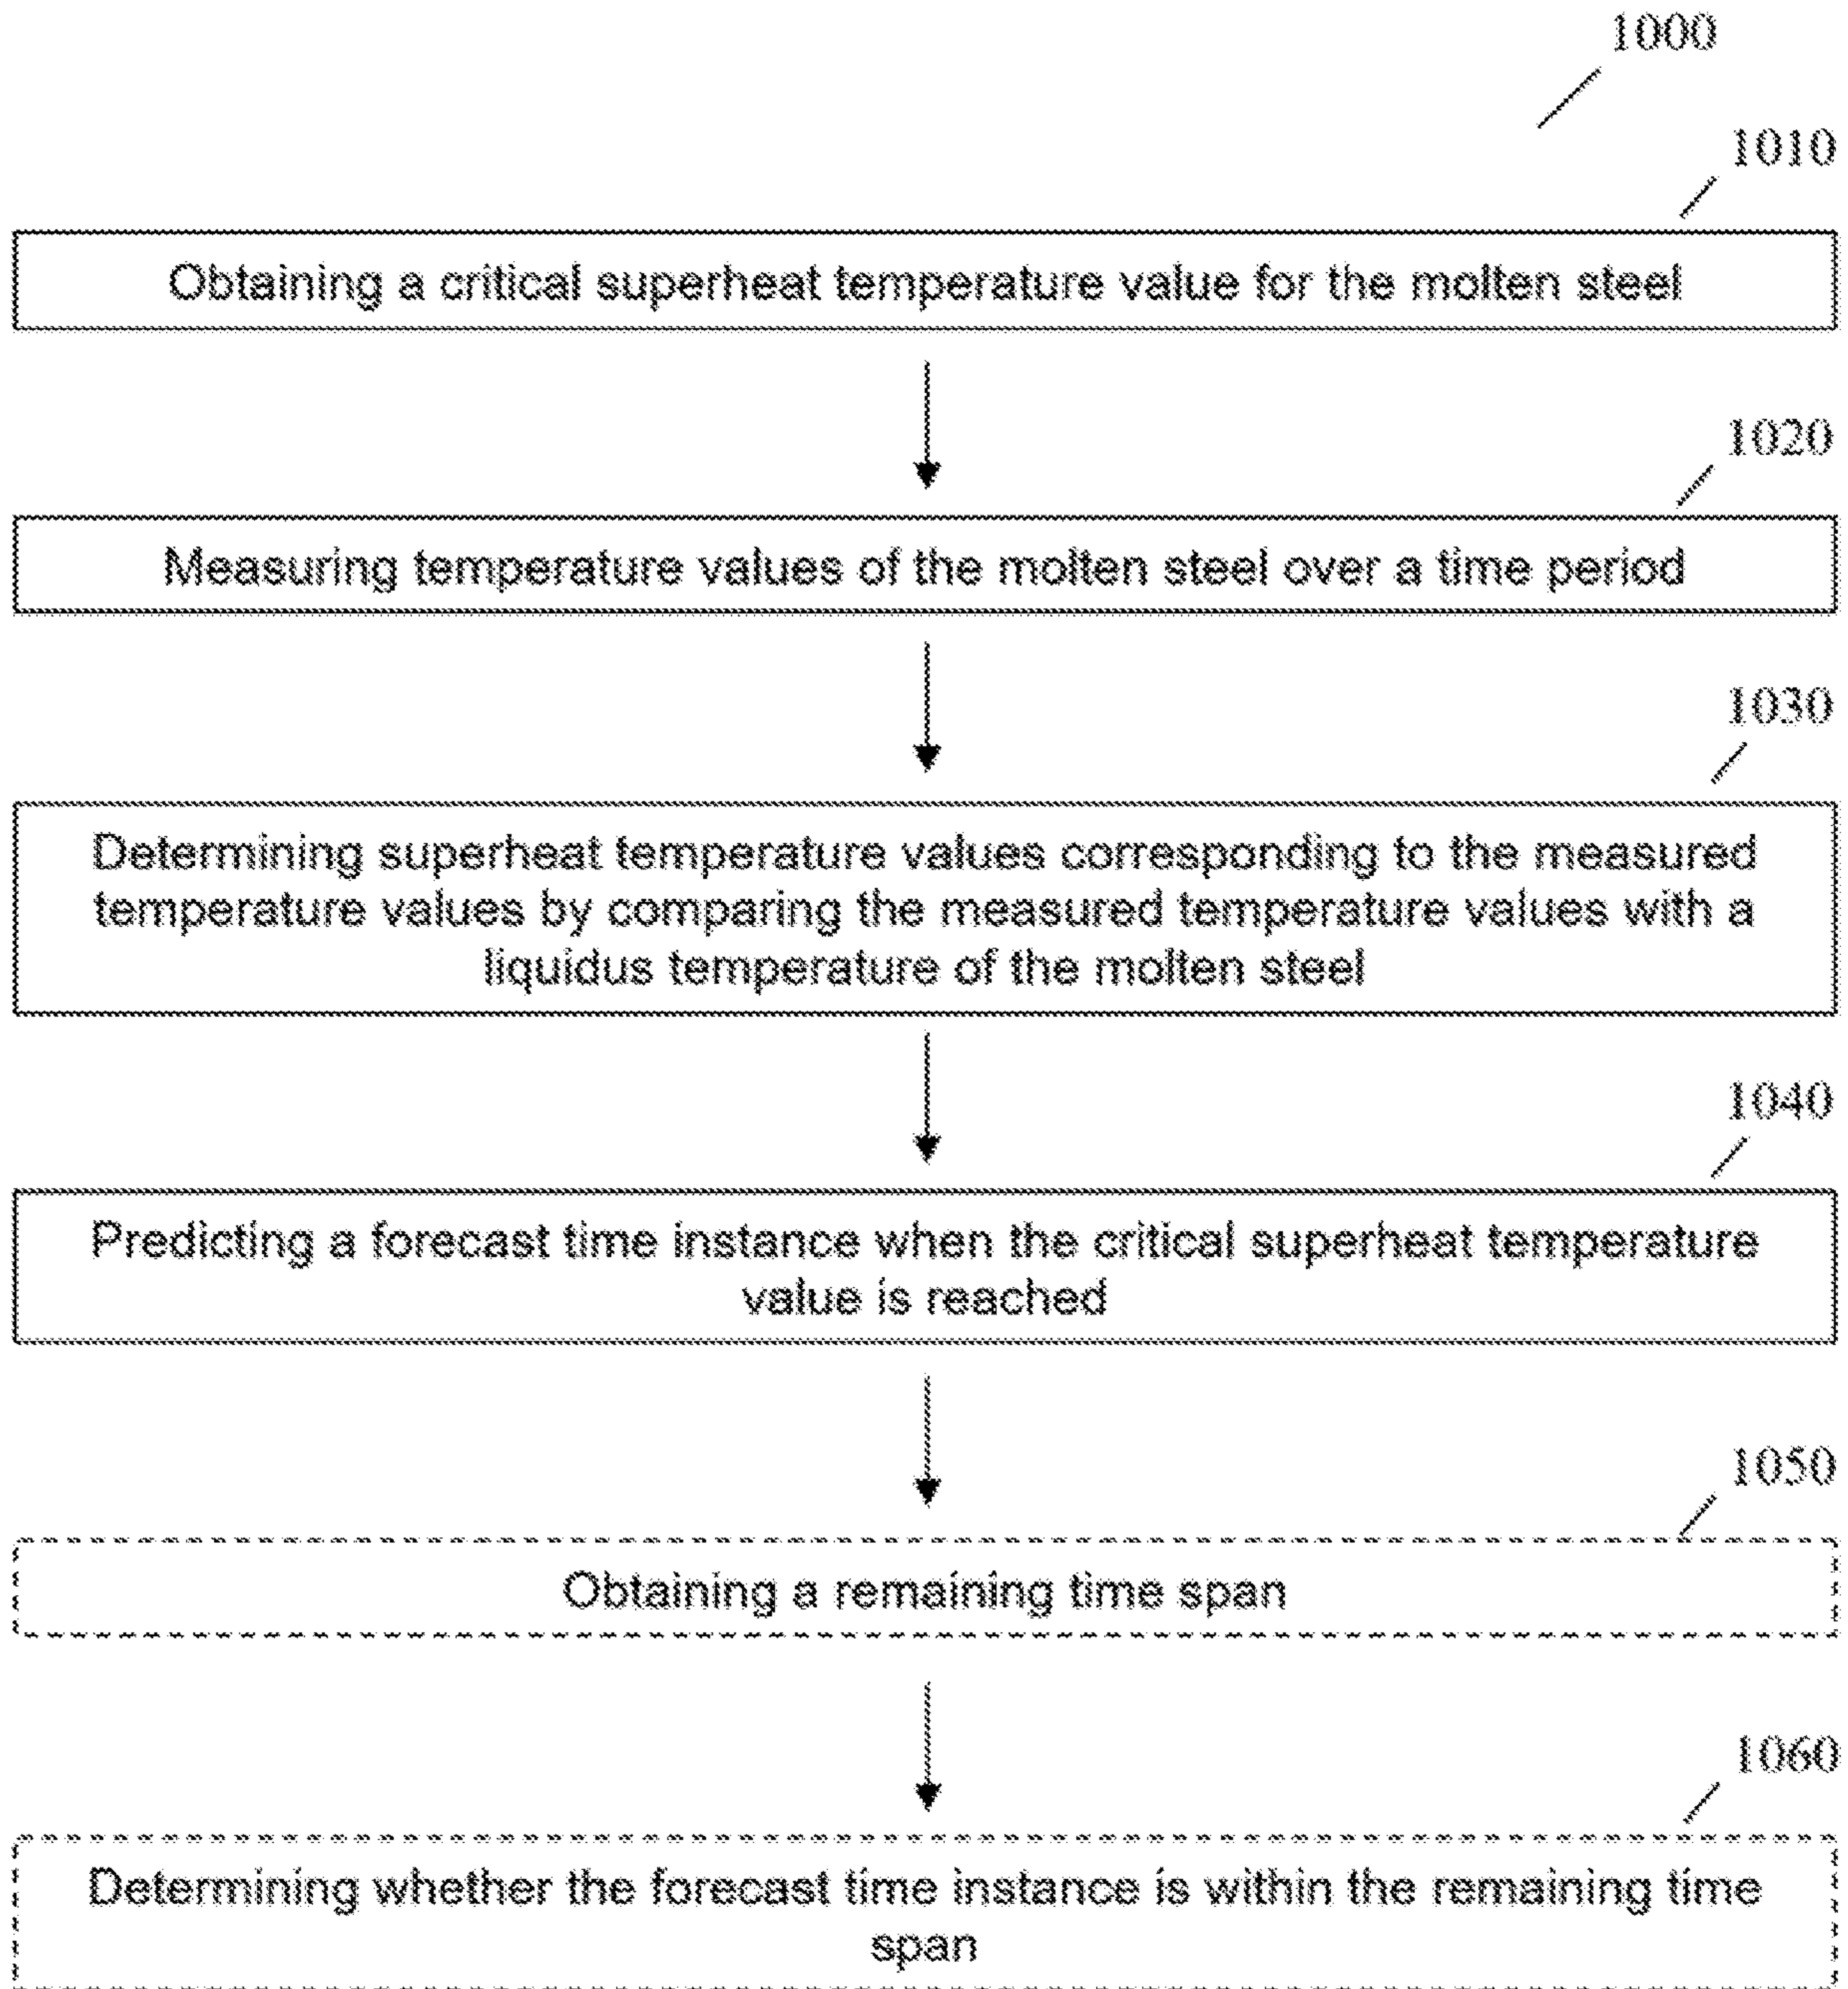 1000
1010
Obtaining a critical superheat temperature value for the molten steel
1020
Measuring temperature values of the molten steel over a time period
1030
Determining superheat temperature values corresponding to the measured
temperature values by comparing the measured temperature values with a
liquidus temperature of the molten steel
1040
Predicting a forecast time instance when the critical superheat temperature
value is reached
1050
Obtaining a remaining time span
1060
Determining whether the forecast time instance is within the remaining time
span